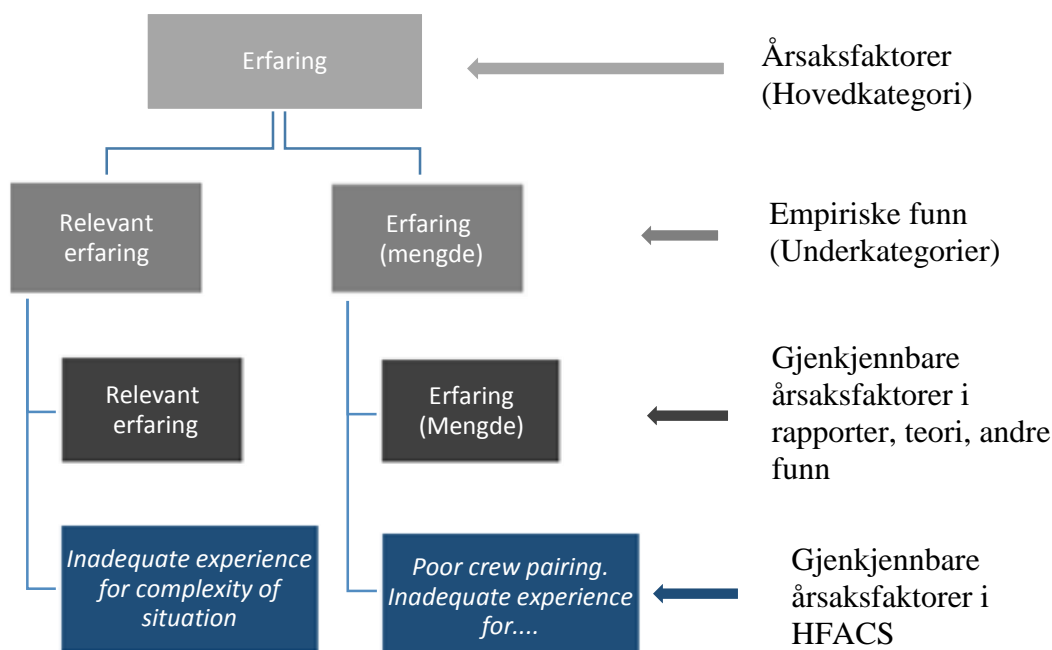 Erfaring
Årsaksfaktorer
(Hovedkategori)
Relevant
erfaring
Erfaring
(mengde)
Empiriske funn
(Underkategorier)
Relevant
erfaring
Erfaring
(Mengde)
Gjenkjennbare
årsaksfaktorer i
rapporter, teori, andre
funn
Inadequate experience
for complexity of
situation
Poor crew pairing.
Inadequate experience
for....
Gjenkjennbare
årsaksfaktorer i
HFACS